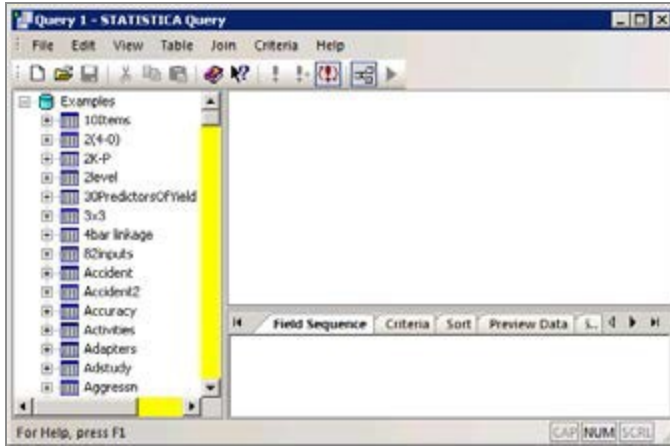 Query 1 - STATISTICA Query
File Edit View Table Join Criteria Help
Examples
10Items
2(4-0)
2K-P
2level
30PredictorsOfYield
3x3
4bar linkage
82inputs
Accident
Accident2
Accuracy
Activities
Adapters
Adstudy
Aggressn
Field Sequence Criteria Sort Preview Data
For Help, press F1
CAP NUM SCRL